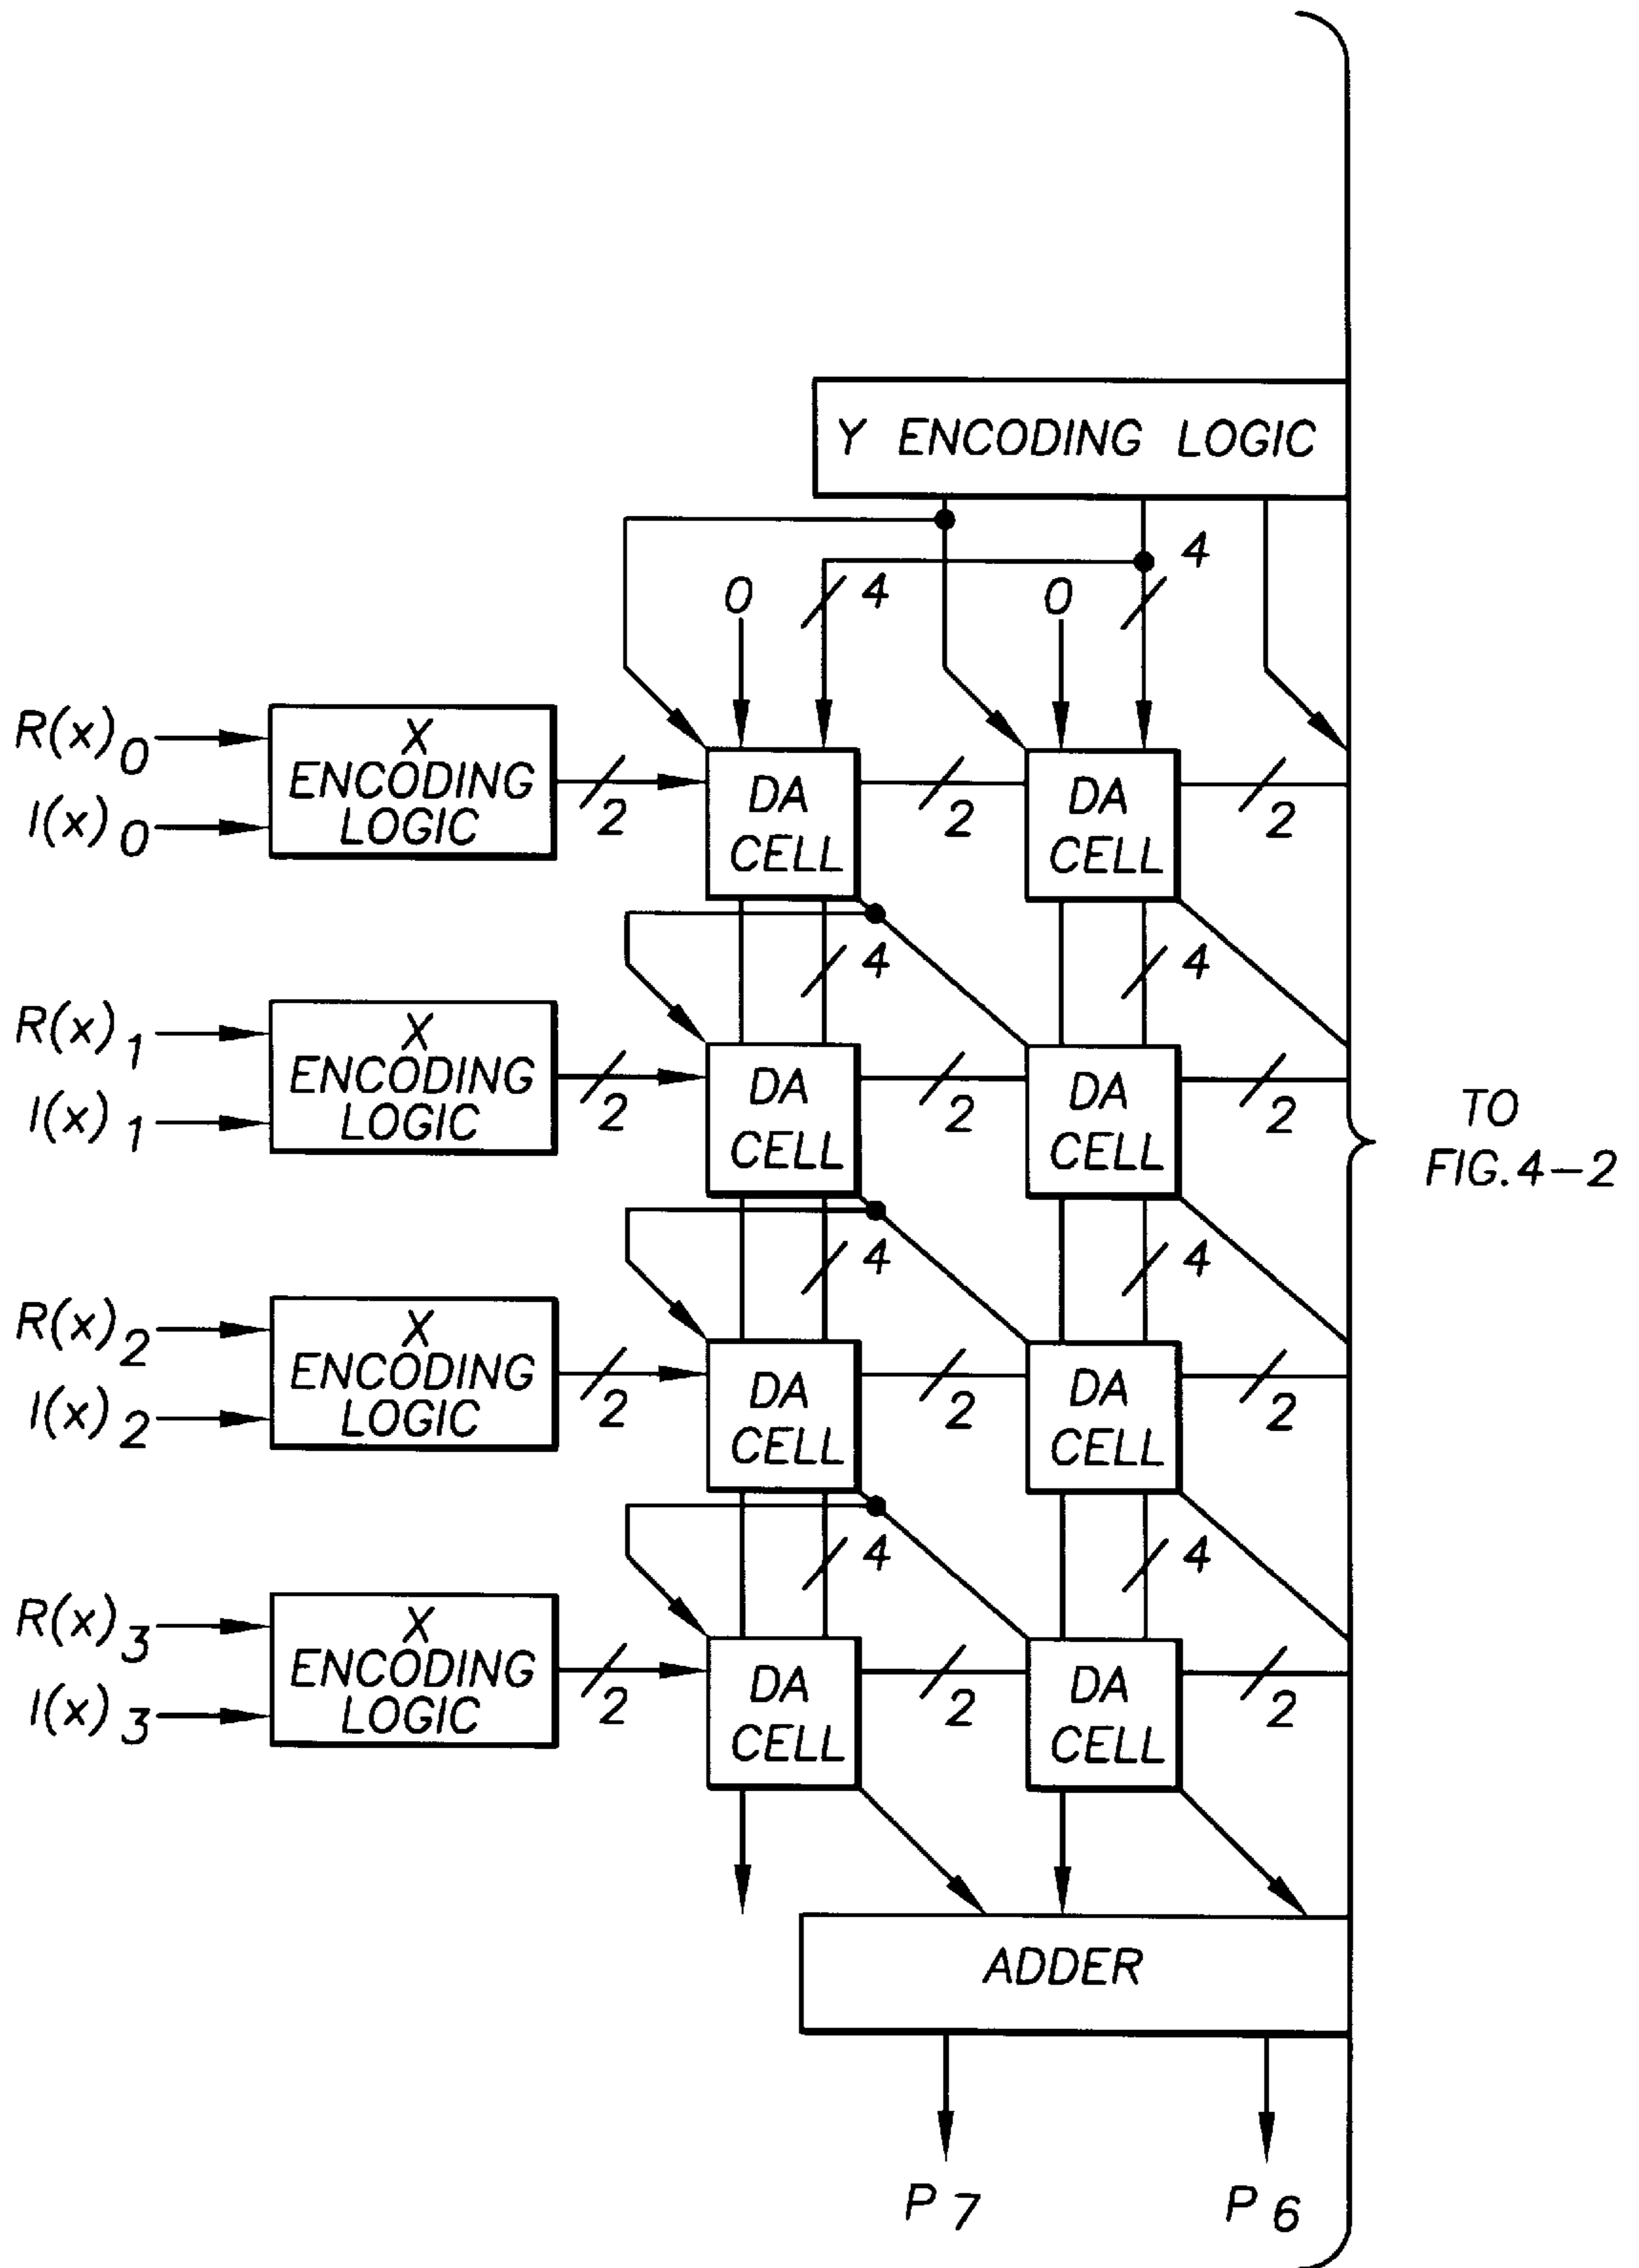 Y ENCODING LOGIC
4
0
4
0
R(x)0
I(x)0
X
ENCODING
LOGIC
2
DA
CELL
2
DA
CELL
2
4
4
R(x)1
I(x)1
X
ENCODING
LOGIC
2
DA
CELL
2
DA
CELL
2
TO
FIG.4-2
4
4
R(x)2
I(x)2
X
ENCODING
LOGIC
2
DA
CELL
2
DA
CELL
2
4
4
R(x)3
I(x)3
X
ENCODING
LOGIC
2
DA
CELL
2
DA
CELL
2
ADDER
P7
P6